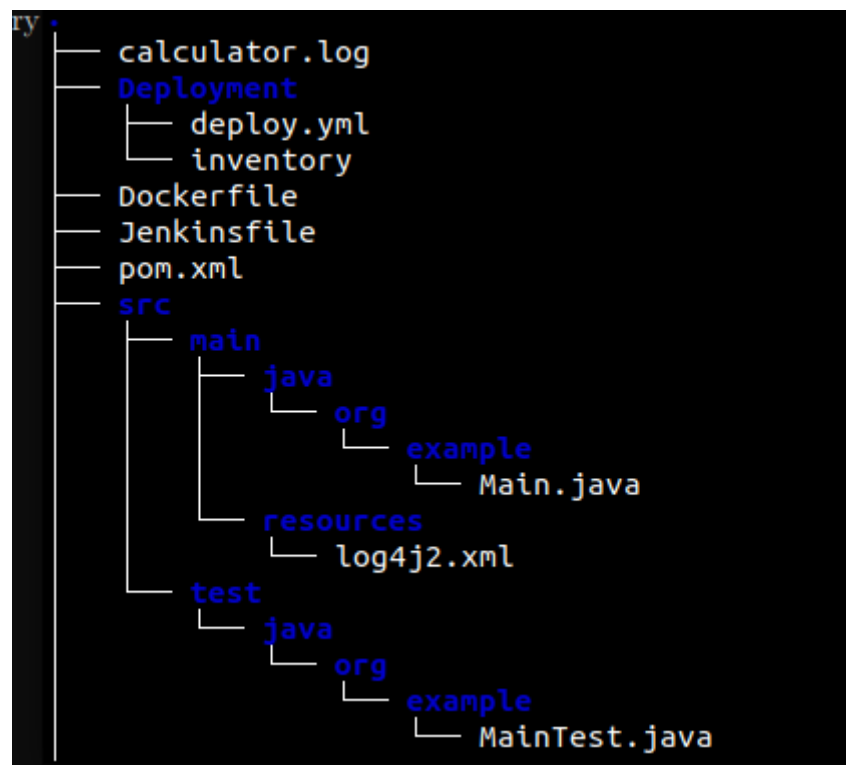 ry .
├── calculator.log
├── Deployment
│   ├── deploy.yml
│   └── inventory
├── Dockerfile
├── Jenkinsfile
├── pom.xml
├── src
│   ├── main
│   │   ├── java
│   │   │   └── org
│   │   │       └── example
│   │   │           └── Main.java
│   │   └── resources
│   │       └── log4j2.xml
│   └── test
│       └── java
│           └── org
│               └── example
│                   └── MainTest.java